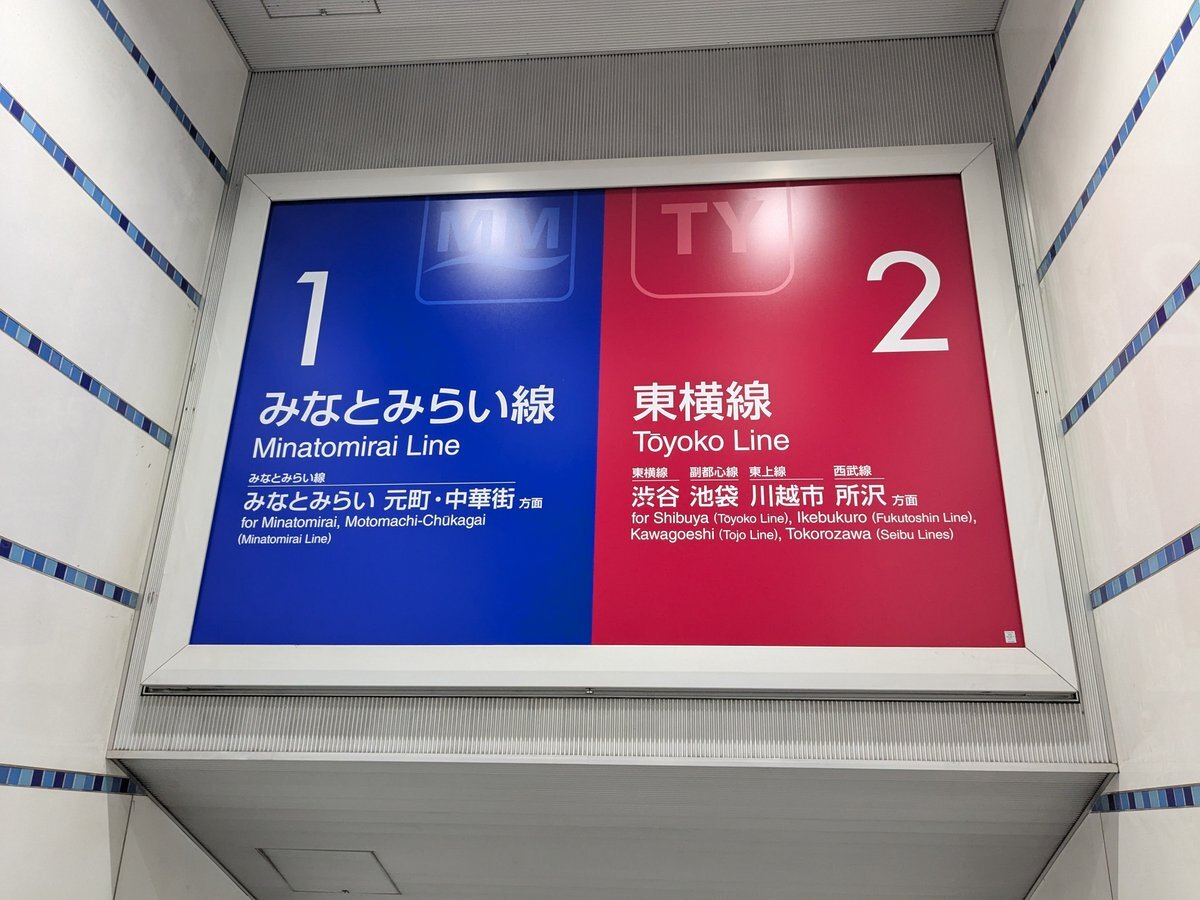 MM
1
みなとみらい線
Minatomirai Line
みなとみらい線
みなとみらい 元町・中華街 方面
for Minatomirai, Motomachi-Chūkagai
(Minatomirai Line)
TY
2
東横線
Tōyoko Line
東横線 副都心線 東上線 西武線
渋谷 池袋 川越市 所沢 方面
for Shibuya (Toyoko Line), Ikebukuro (Fukutoshin Line),
Kawagoeshi (Tojo Line), Tokorozawa (Seibu Lines)